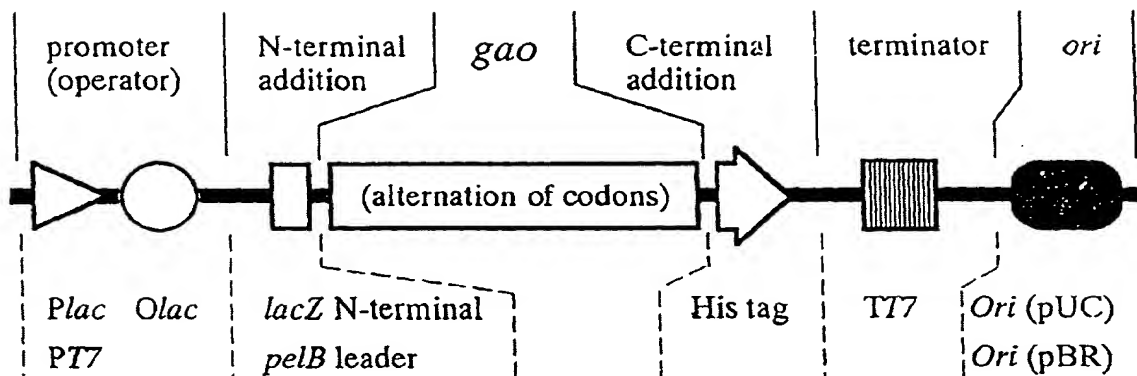 promoter
(operator)
N-terminal
addition
gao
C-terminal
addition
terminator
ori
(alternation of codons)
Plac Olac
PT7
lacZ N-terminal
pelB leader
His tag
TT7
Ori (pUC)
Ori (pBR)